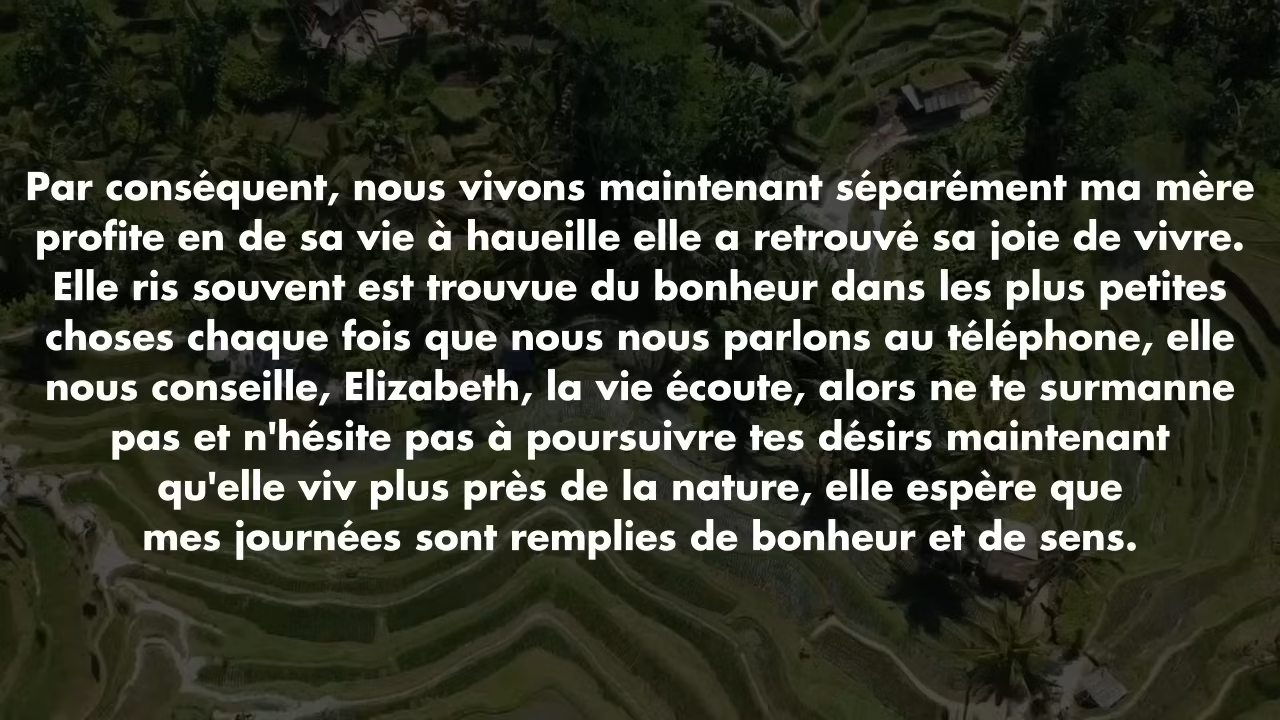 Par conséquent, nous vivons maintenant séparément ma mère
profite en de sa vie à haueille elle a retrouvé sa joie de vivre.
Elle ris souvent est trouvue du bonheur dans les plus petites
choses chaque fois que nous nous parlons au téléphone, elle
nous conseille, Elizabeth, la vie écoute, alors ne te surmanne
pas et n'hésite pas à poursuivre tes désirs maintenant
qu'elle viv plus près de la nature, elle espère que
mes journées sont remplies de bonheur et de sens.